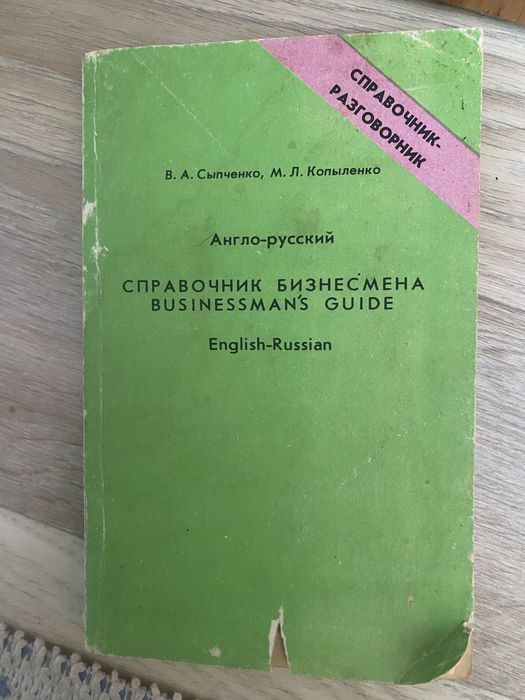 СПРАВОЧНИК-
РАЗГОВОРНИК
В. А. Сыпченко, М. Л. Копыленко
Англо-русский
СПРАВОЧНИК БИЗНЕСМЕНА
BUSINESSMAN'S GUIDE
English-Russian